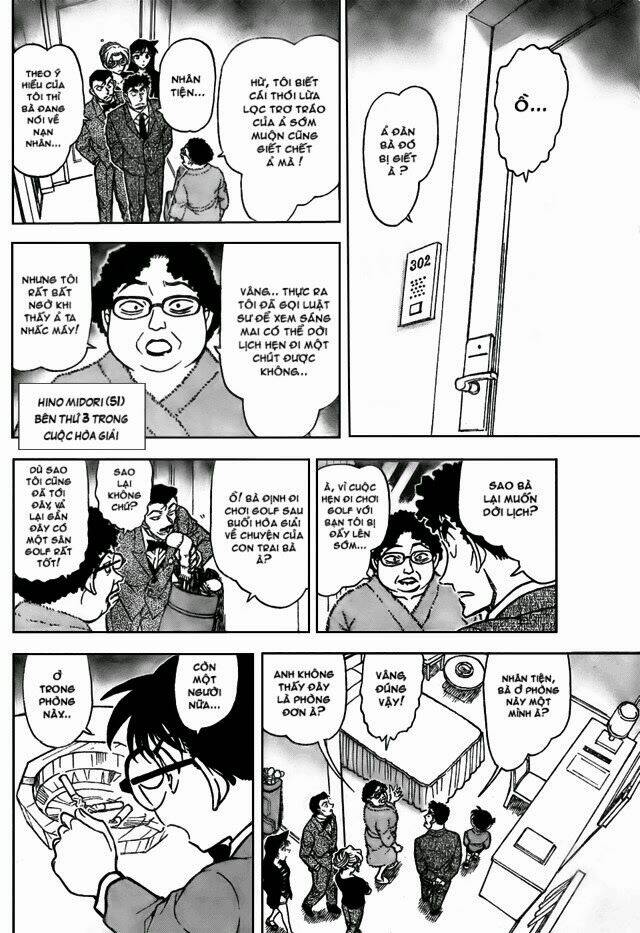 Ồ...
Ả ĐÀN
BÀ ĐÓ
BỊ GIẾT
À?
302
HỪ, TÔI BIẾT
CÁI THÓI LỪA
LỌC TRƠ TRÁO
CỦA Ả SỚM
MUỘN CŨNG
GIẾT CHẾT
Ả MÀ!
NHÂN
TIỆN...
THEO Ý
HIỂU CỦA
TÔI THÌ
BÀ ĐANG
NÓI VỀ
NẠN
NHÂN...
VÂNG... THỰC RA
TÔI ĐÃ GỌI LUẬT
SƯ ĐỂ XEM SÁNG
MAI CÓ THỂ DỜI
LỊCH HẸN ĐI MỘT
CHÚT ĐƯỢC
KHÔNG...
NHƯNG TÔI
RẤT BẤT
NGỜ KHI
THẤY Ả TA
NHẤC MÁY!
HINO MIDORI (51)
BÊN THỨ 3 TRONG
CUỘC HÒA GIẢI
SAO BÀ
LẠI MUỐN
DỜI LỊCH?
À, VÌ CUỘC
HẸN ĐI CHƠI
GOLF VỚI
BẠN TÔI BỊ
ĐẨY LÊN
SỚM...
Ồ! BÀ ĐỊNH ĐI
CHƠI GOLF SAU
BUỔI HÒA GIẢI
VỀ CHUYỆN CỦA
CON TRAI BÀ
À?
SAO
LẠI
KHÔNG
CHỨ?
DÙ SAO
TÔI CŨNG
ĐÃ TỚI
ĐÂY, VẢ
LẠI GẦN
ĐÂY CÓ
MỘT SÂN
GOLF RẤT
TỐT!
NHÂN TIỆN,
BÀ Ở PHÒNG
NÀY MỘT
MÌNH À?
VÂNG,
ĐÚNG
VẬY!
ANH KHÔNG
THẤY ĐÂY
LÀ PHÒNG
ĐƠN À?
CÒN
MỘT
NGƯỜI
NỮA...
Ở
TRONG
PHÒNG
NÀY..